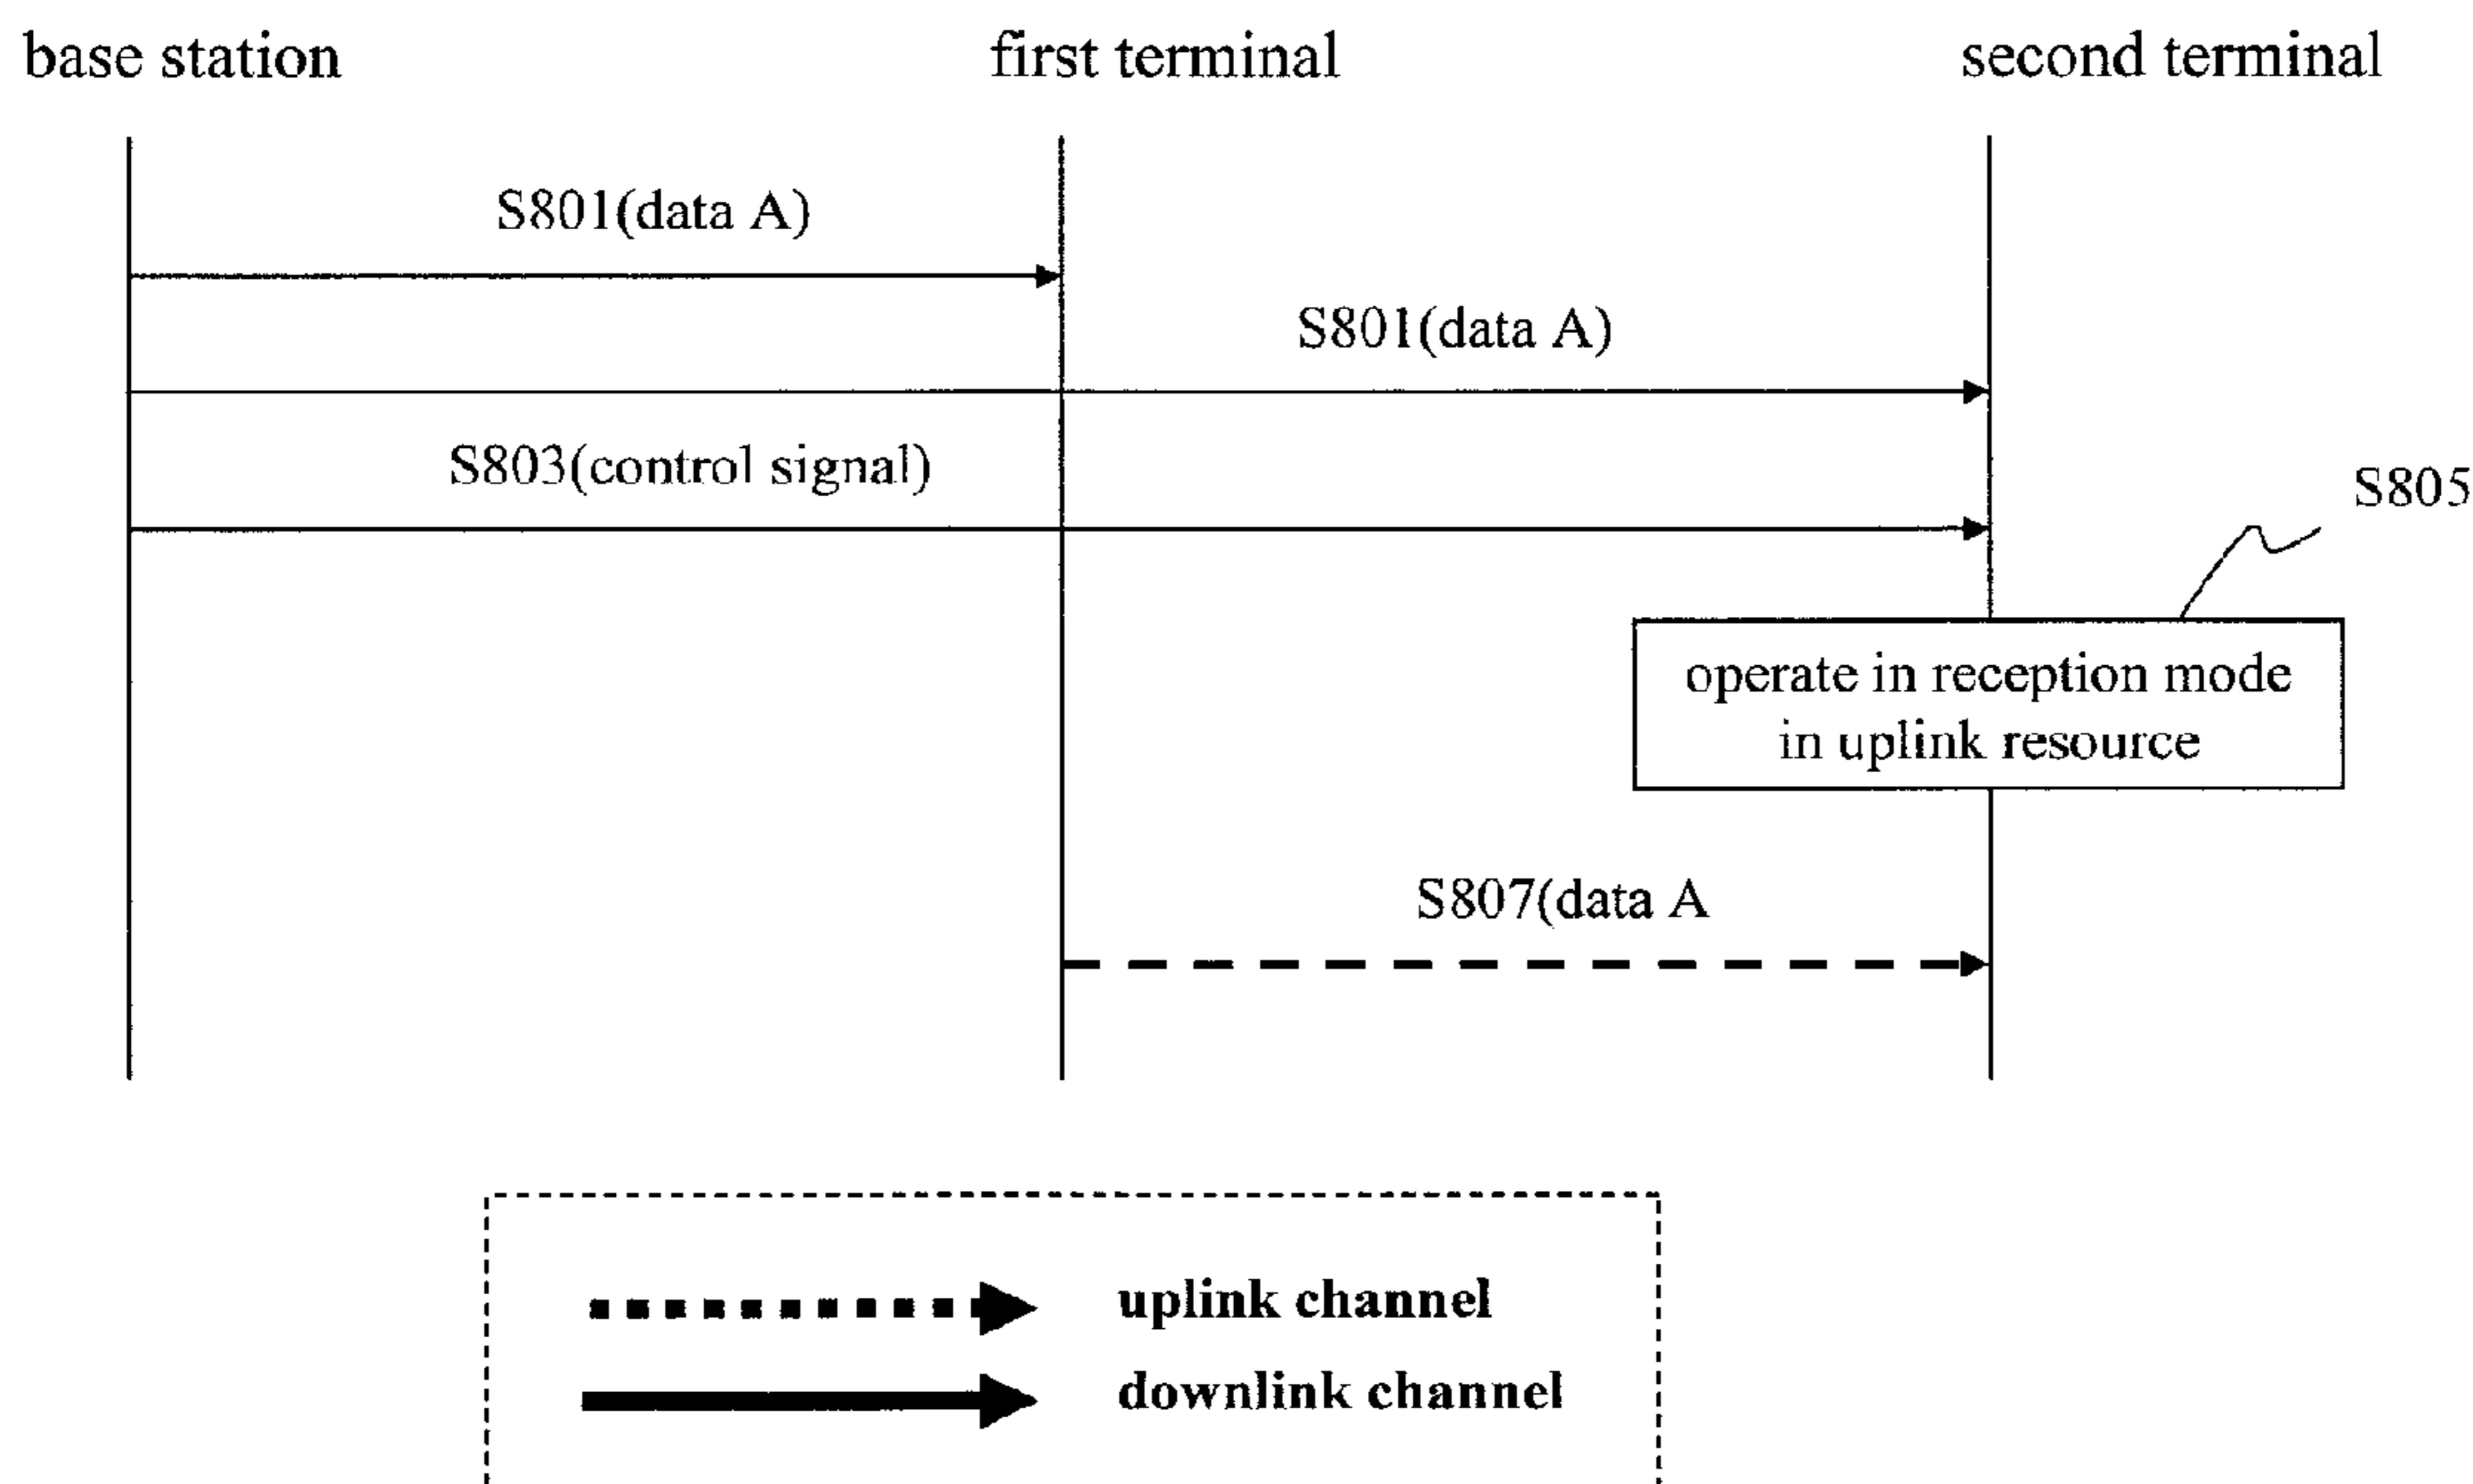 base station
first terminal
second terminal
S801(data A)
S801(data A)
S803(control signal)
S805
operate in reception mode
in uplink resource
S807(data A
uplink channel
downlink channel